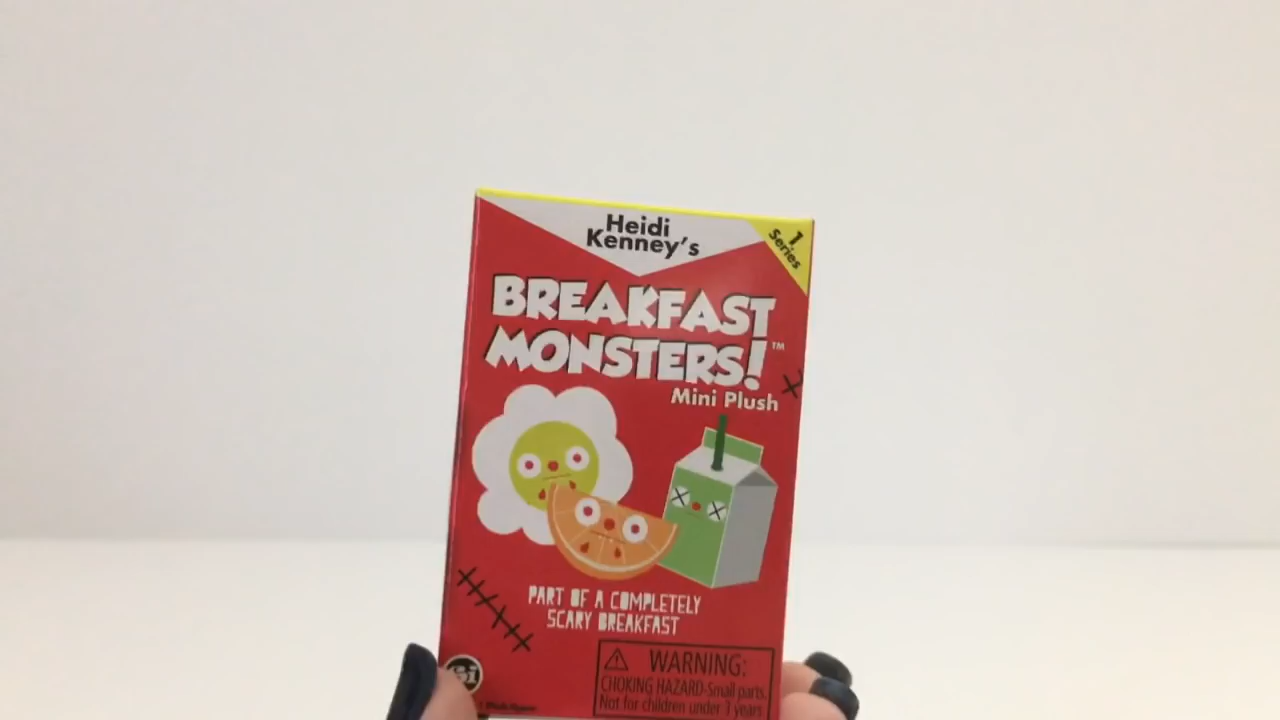 Heidi
Kenney's
1
Series
BREAKFAST
MONSTERS!™
Mini Plush
PART OF A COMPLETELY
SCARY BREAKFAST
WARNING:
CHOKING HAZARD-Small parts.
Not for children under 3 years.